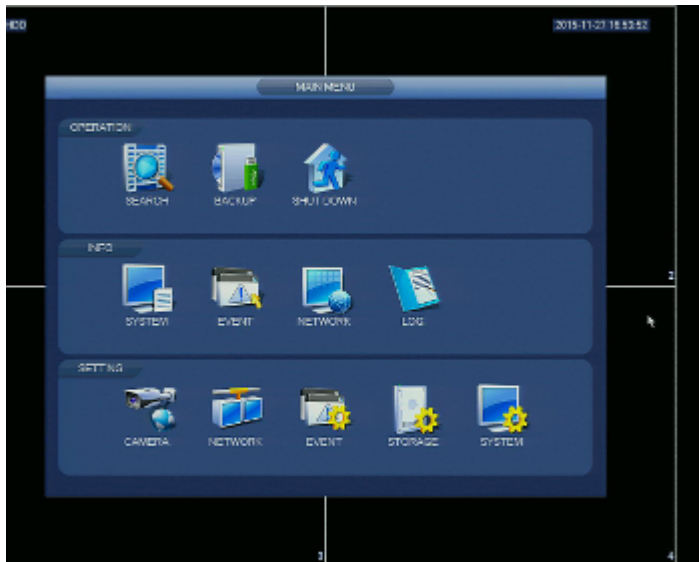 HDD 2015-11-27 16:53:52
MAIN MENU
OPERATION
SEARCH BACKUP SHUTDOWN
INFO
2
SYSTEM EVENT NETWORK LOG
SETTING
CAMERA NETWORK EVENT STORAGE SYSTEM
3 4